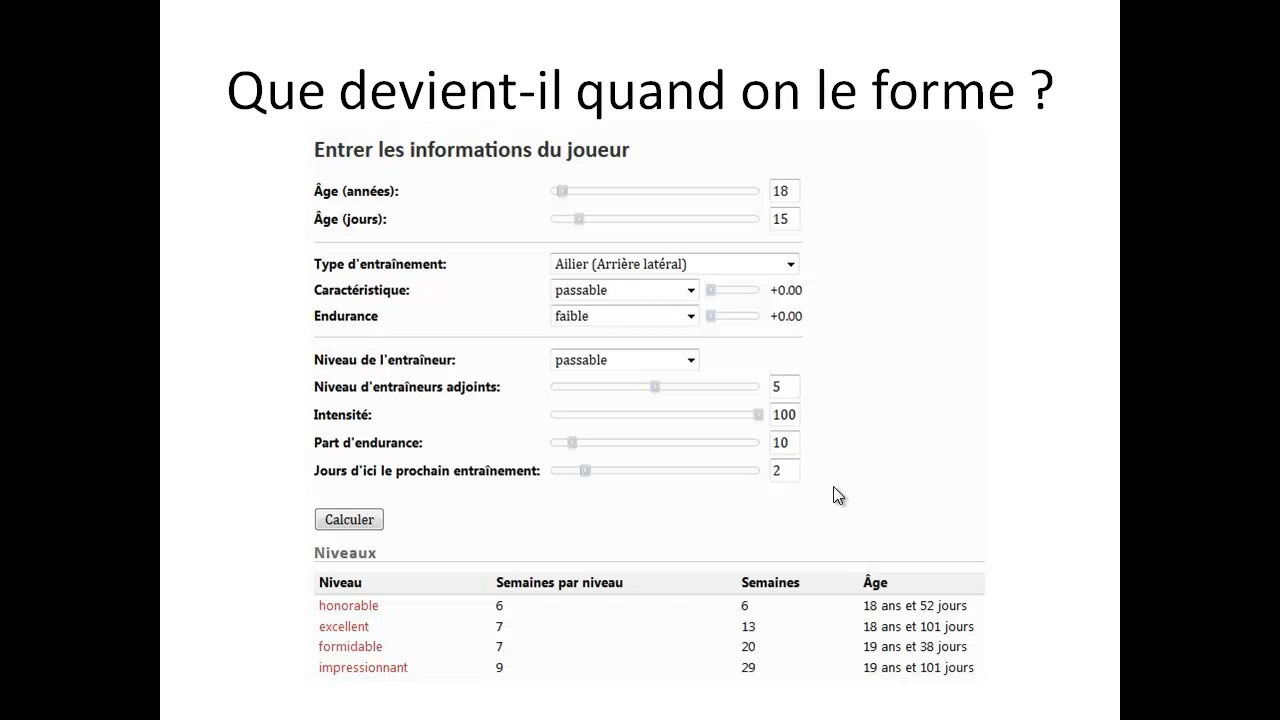 Que devient-il quand on le forme ?
Entrer les informations du joueur
Âge (années): 18
Âge (jours): 15
Type d'entraînement: Ailier (Arrière latéral)
Caractéristique: passable +0.00
Endurance faible +0.00
Niveau de l'entraîneur: passable
Niveau d'entraîneurs adjoints: 5
Intensité: 100
Part d'endurance: 10
Jours d'ici le prochain entraînement: 2
Calculer
Niveaux
Niveau Semaines par niveau Semaines Âge
honorable 6 6 18 ans et 52 jours
excellent 7 13 18 ans et 101 jours
formidable 7 20 19 ans et 38 jours
impressionnant 9 29 19 ans et 101 jours